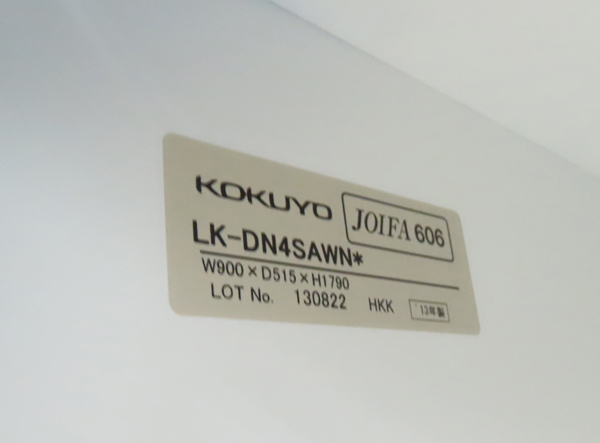 KOKUYO JOIFA 606
LK-DN4SAWN*
W900×D515×H1790
LOT No. 130822 HKK '13年製